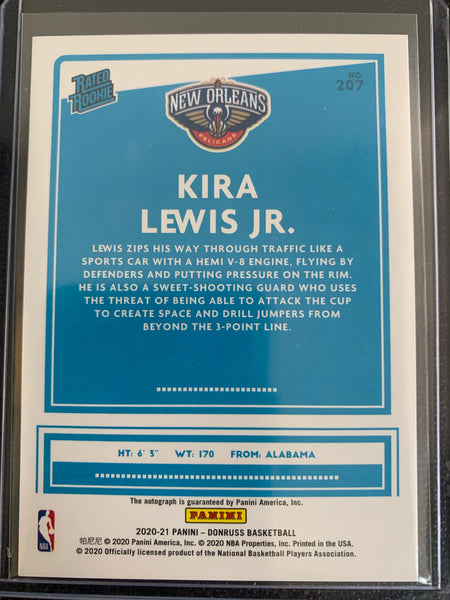 RATED
ROOKIE
NO.
207
NEW ORLEANS
PELICANS
KIRA
LEWIS JR.
LEWIS ZIPS HIS WAY THROUGH TRAFFIC LIKE A
SPORTS CAR WITH A HEMI V-8 ENGINE, FLYING BY
DEFENDERS AND PUTTING PRESSURE ON THE RIM.
HE IS ALSO A SWEET-SHOOTING GUARD WHO USES
THE THREAT OF BEING ABLE TO ATTACK THE CUP
TO CREATE SPACE AND DRILL JUMPERS FROM
BEYOND THE 3-POINT LINE.
HT: 6' 3" WT: 170 FROM: ALABAMA
The autograph is guaranteed by Panini America, Inc.
PANINI
NBA
2020-21 PANINI – DONRUSS BASKETBALL
帕尼尼 © 2020 Panini America, Inc. © 2020 NBA Properties, Inc. Printed in the USA.
© 2020 Officially licensed product of the National Basketball Players Association.